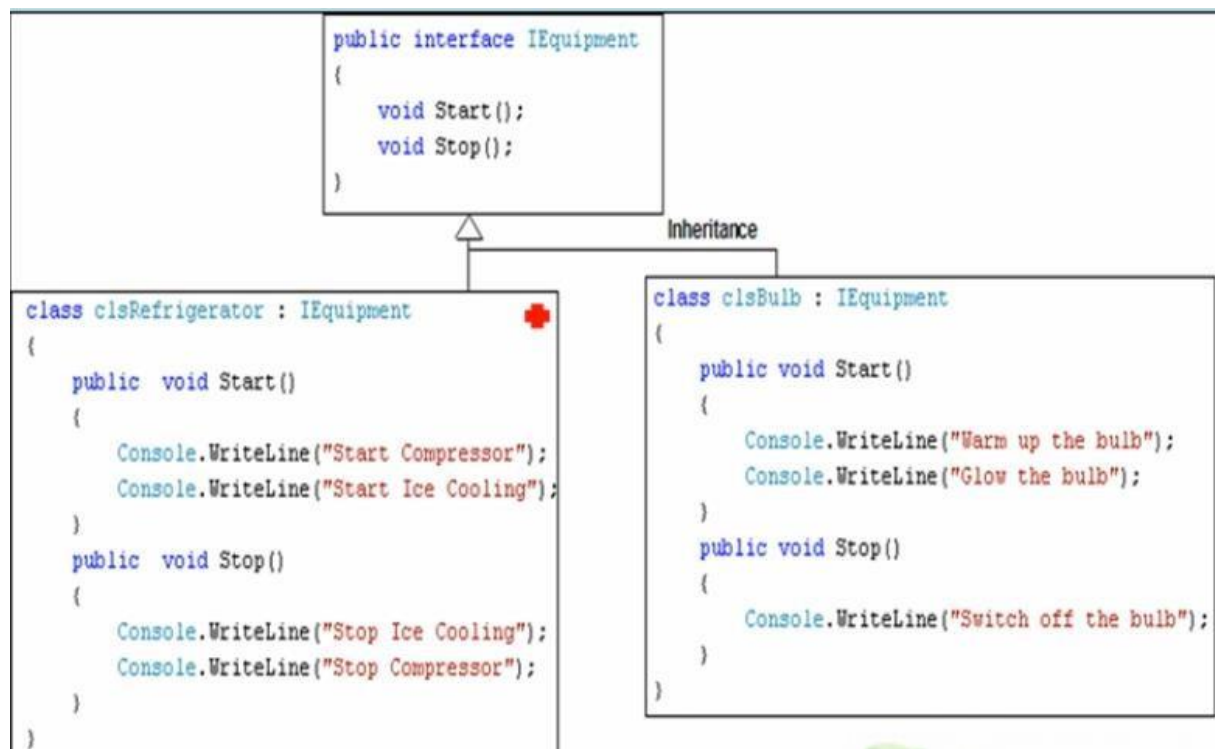 public interface IEquipment
{
void Start();
void Stop();
}
Inheritance
class clsRefrigerator : IEquipment
{
public void Start()
{
Console.WriteLine("Start Compressor");
Console.WriteLine("Start Ice Cooling");
}
public void Stop()
{
Console.WriteLine("Stop Ice Cooling");
Console.WriteLine("Stop Compressor");
}
}
class clsBulb : IEquipment
{
public void Start()
{
Console.WriteLine("Warm up the bulb");
Console.WriteLine("Glow the bulb");
}
public void Stop()
{
Console.WriteLine("Switch off the bulb");
}
}